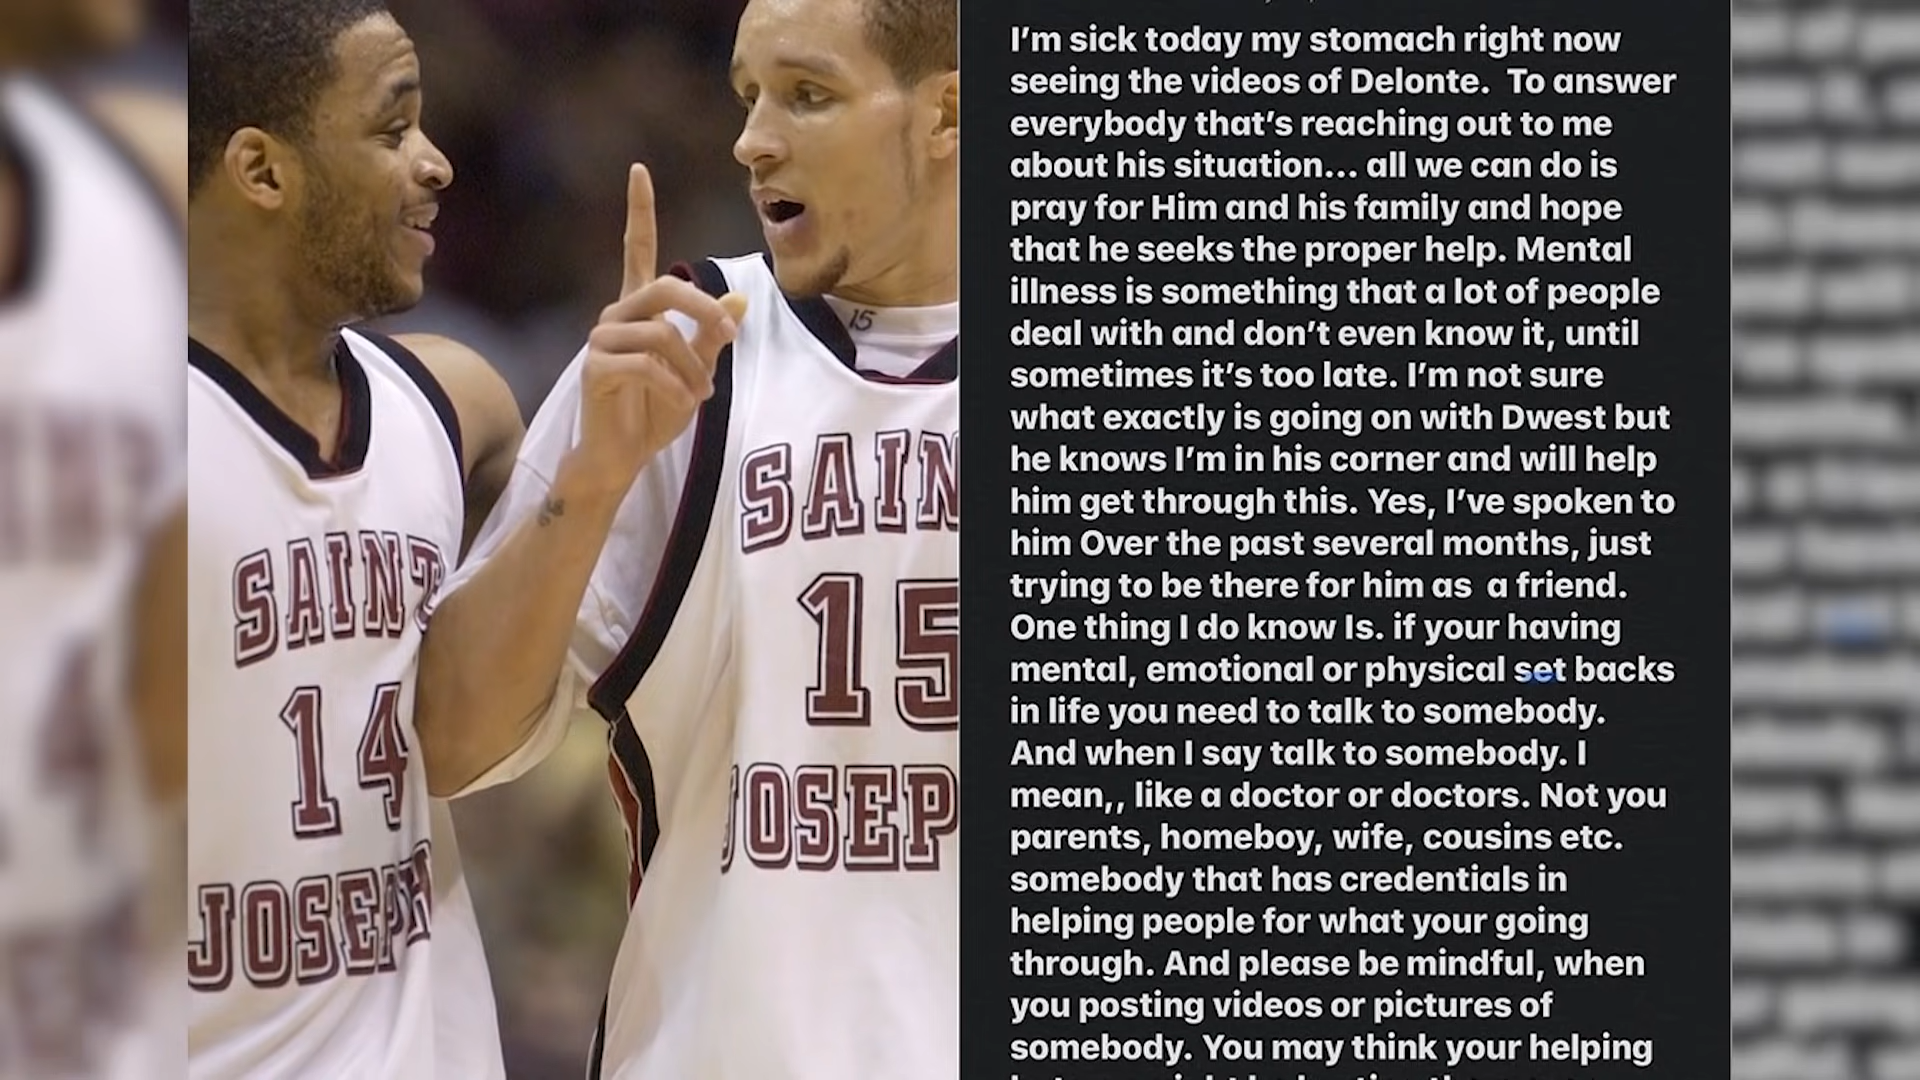 SAINT
14
JOSEPH
15
SAIN
15
JOSEP
I'm sick today my stomach right now
seeing the videos of Delonte.  To answer
everybody that's reaching out to me
about his situation... all we can do is
pray for Him and his family and hope
that he seeks the proper help. Mental
illness is something that a lot of people
deal with and don't even know it, until
sometimes it's too late. I'm not sure
what exactly is going on with Dwest but
he knows I'm in his corner and will help
him get through this. Yes, I've spoken to
him Over the past several months, just
trying to be there for him as  a friend.
One thing I do know Is. if your having
mental, emotional or physical set backs
in life you need to talk to somebody.
And when I say talk to somebody. I
mean,, like a doctor or doctors. Not you
parents, homeboy, wife, cousins etc.
somebody that has credentials in
helping people for what your going
through. And please be mindful, when
you posting videos or pictures of
somebody. You may think your helping